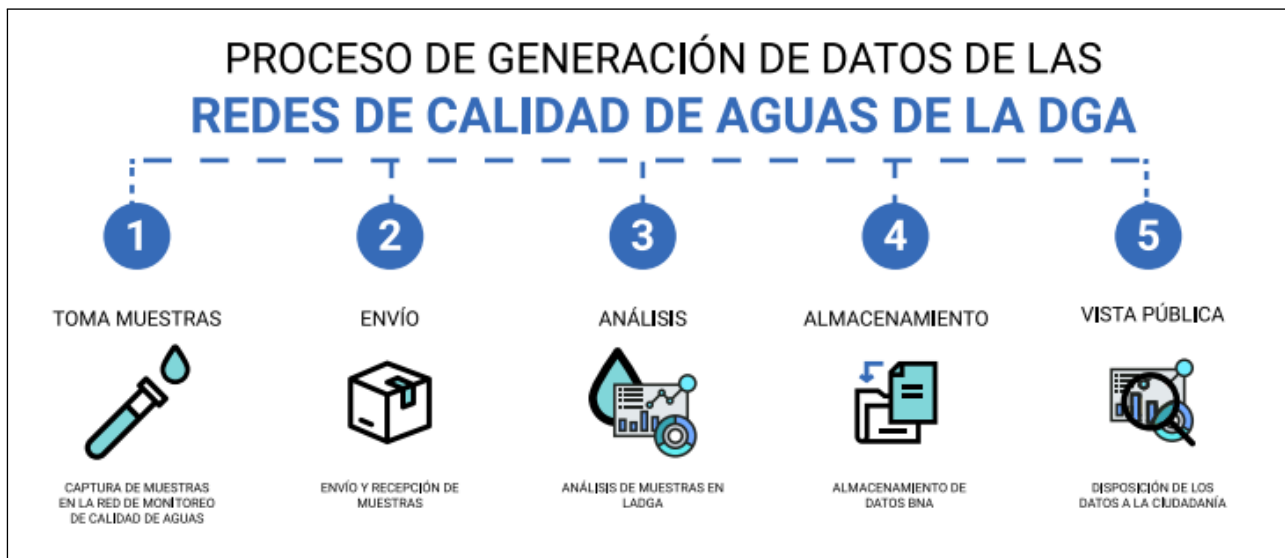 PROCESO DE GENERACIÓN DE DATOS DE LAS
REDES DE CALIDAD DE AGUAS DE LA DGA
1
2
3
4
5
TOMA MUESTRAS
ENVÍO
ANÁLISIS
ALMACENAMIENTO
VISTA PÚBLICA
CAPTURA DE MUESTRAS
EN LA RED DE MONITOREO
DE CALIDAD DE AGUAS
ENVÍO Y RECEPCIÓN DE
MUESTRAS
ANÁLISIS DE MUESTRAS EN
LADGA
ALMACENAMIENTO DE
DATOS BNA
DISPOSICIÓN DE LOS
DATOS A LA CIUDADANÍA